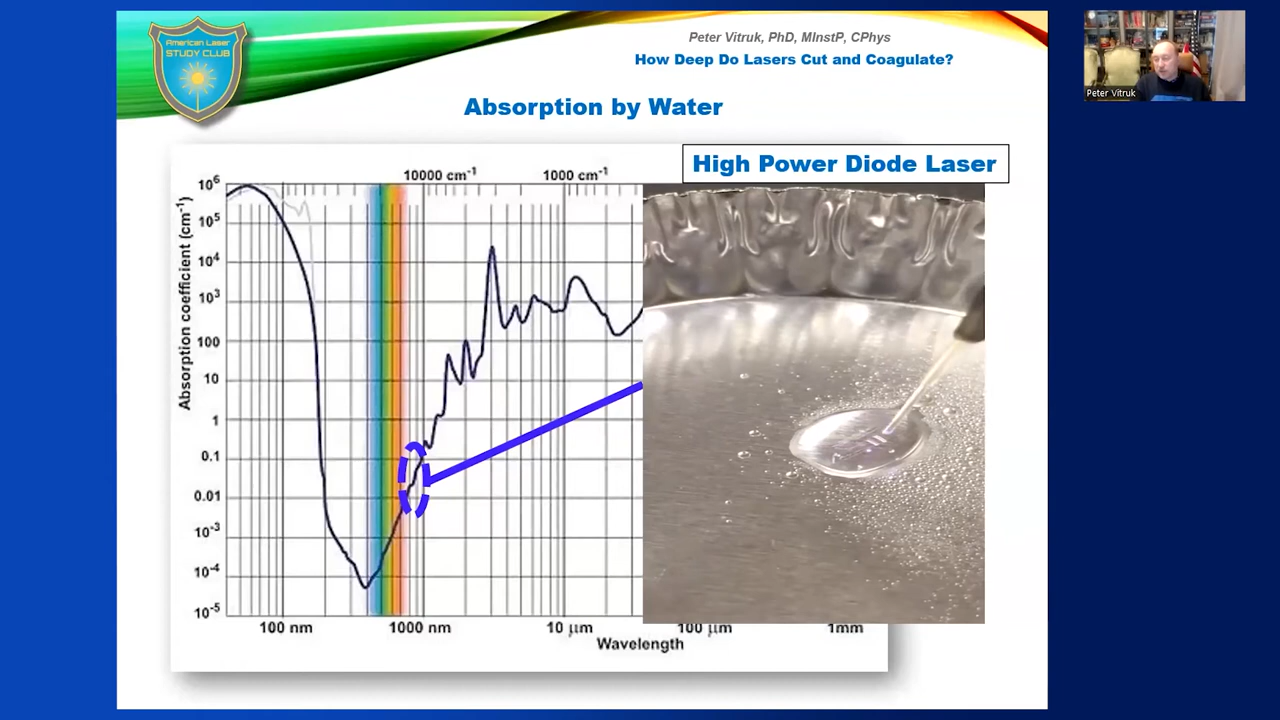 American Laser
STUDY CLUB
Peter Vitruk, PhD, MInstP, CPhys
How Deep Do Lasers Cut and Coagulate?
Absorption by Water
High Power Diode Laser
10000 cm⁻¹
1000 cm⁻¹
Absorption coefficient (cm⁻¹)
10⁶
10⁵
10⁴
10³
100
10
1
0.1
0.01
10⁻³
10⁻⁴
10⁻⁵
100 nm
1000 nm
10 µm
100 µm
1mm
Wavelength
Peter Vitruk